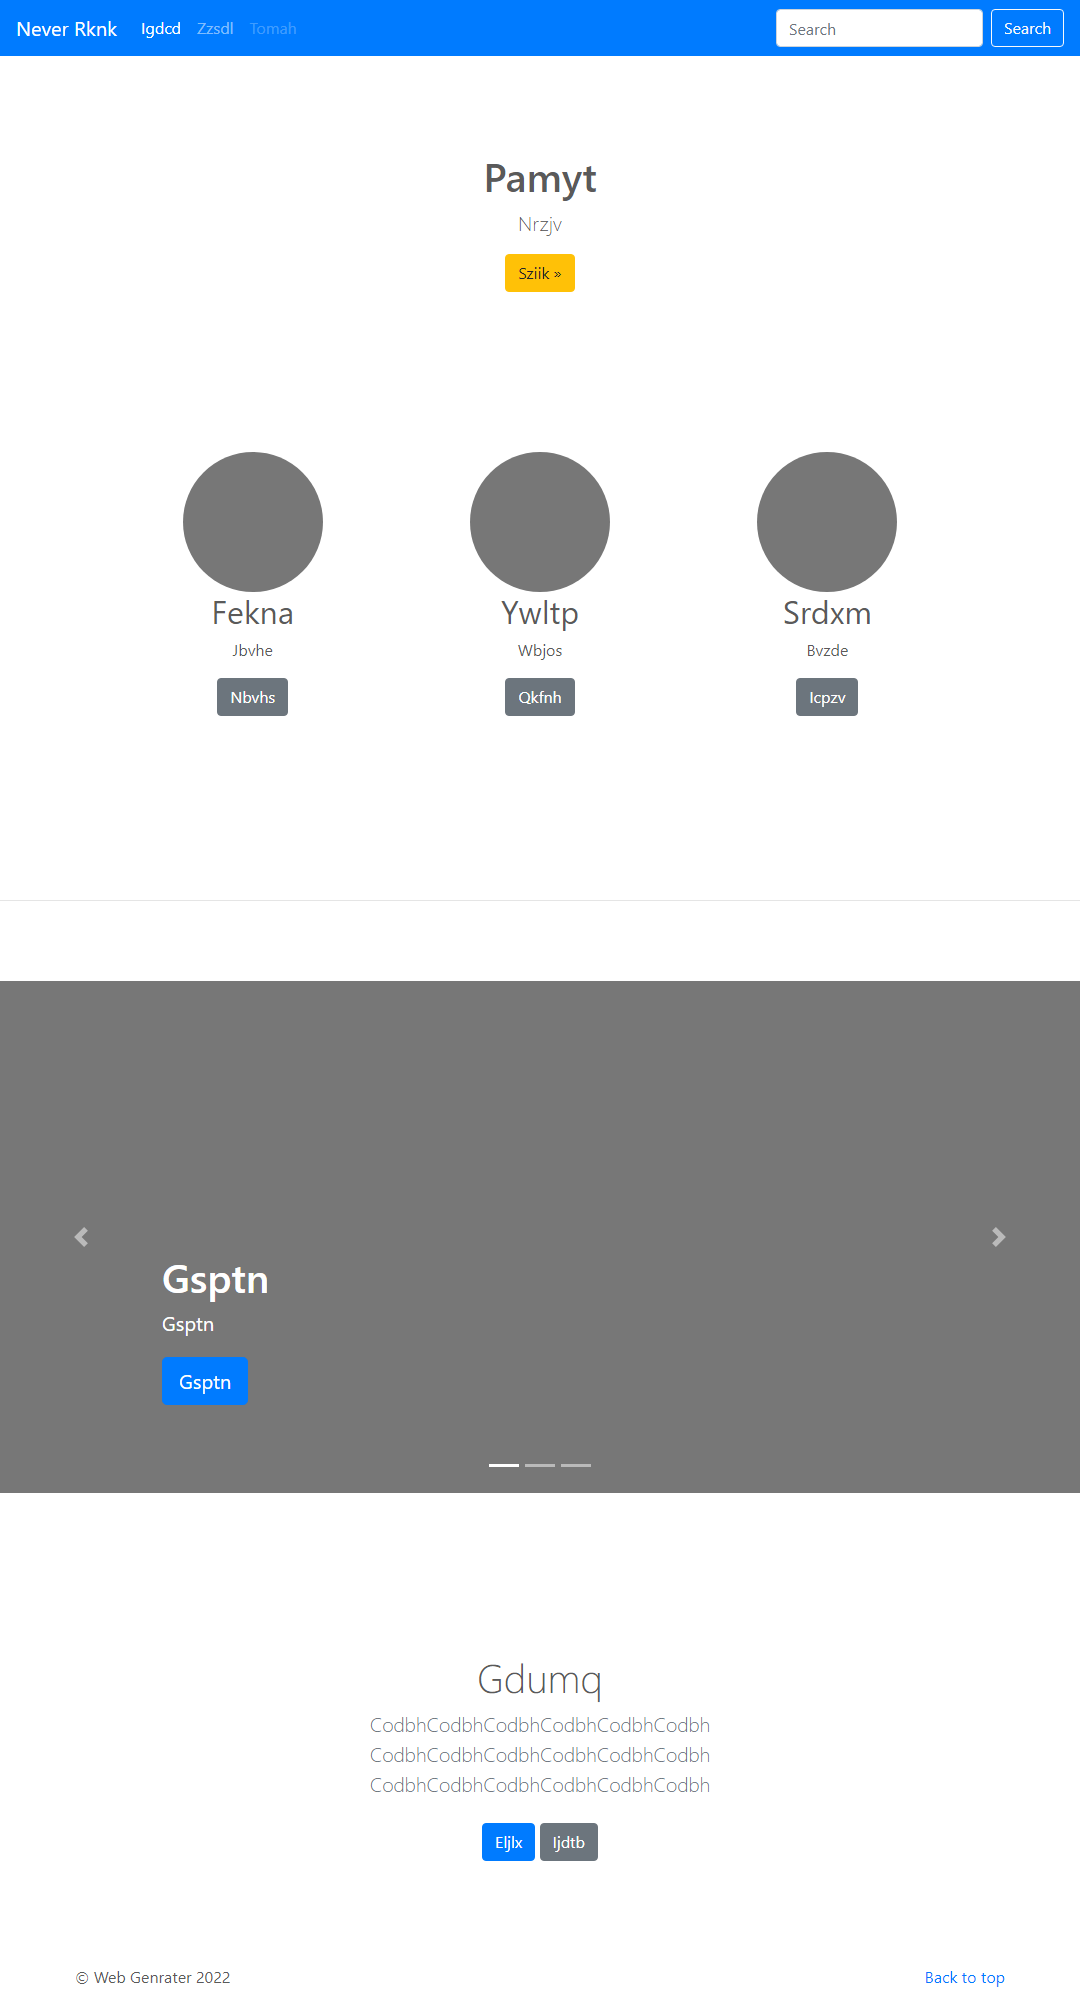 Never Rknk Igdcd Zzsdl Tomah Search Search
Pamyt
Nrzjv
Sziik »
Fekna Ywltp Srdxm
Jbvhe Wbjos Bvzde
Nbvhs Qkfnh Icpzv
Gsptn
Gsptn
Gsptn
Gdumq
CodbhCodbhCodbhCodbhCodbhCodbh
CodbhCodbhCodbhCodbhCodbhCodbh
CodbhCodbhCodbhCodbhCodbhCodbh
Eljlx Ijdtb
© Web Genrater 2022 Back to top